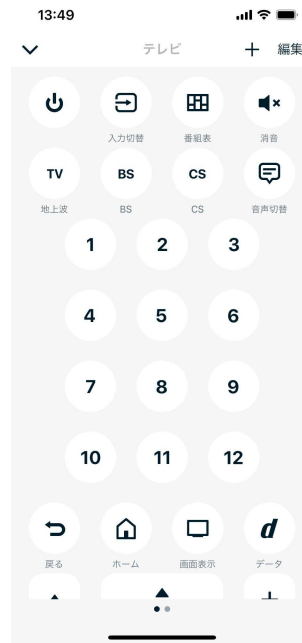 13:49
テレビ
編集
入力切替
番組表
消音
TV
BS
CS
地上波
BS
CS
音声切替
1
2
3
4
5
6
7
8
9
10
11
12
d
戻る
ホーム
画面表示
データ